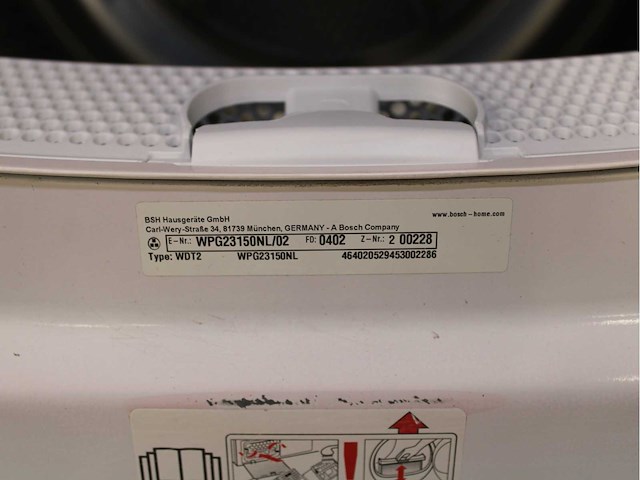 BSH Hausgeräte GmbH www.bosch-home.com
Carl-Wery-Straße 34, 81739 München, GERMANY - A Bosch Company
E-Nr.: WPG23150NL/02 FD: 0402 Z-Nr.: 2 00228
Type: WDT2 WPG23150NL 464020529453002286